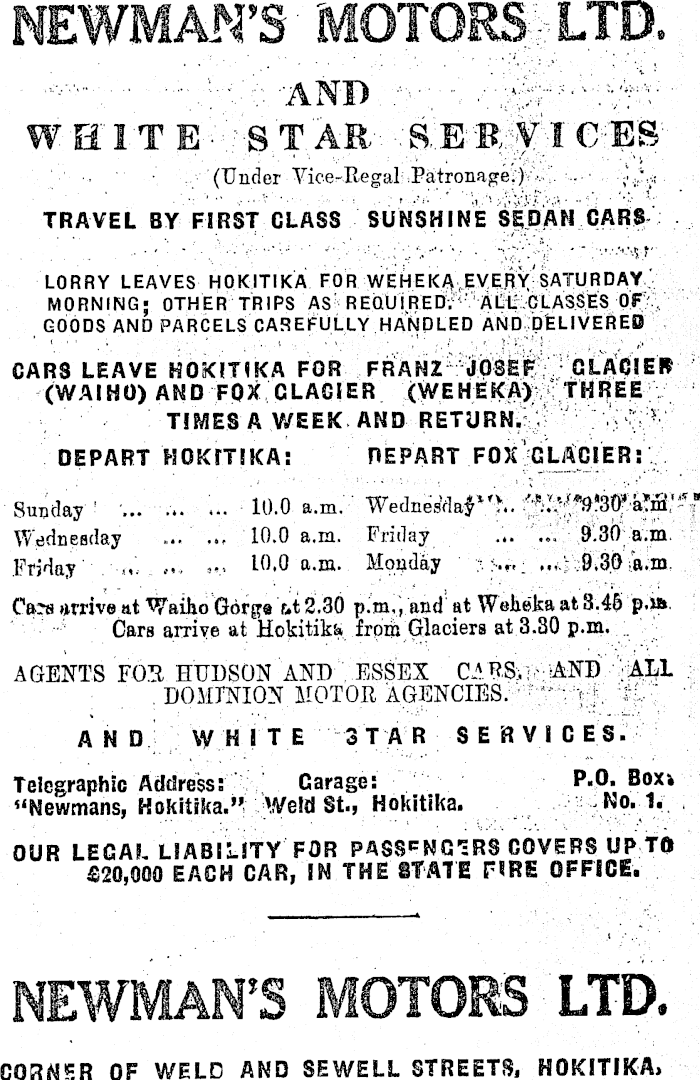 NEWMAN'S MOTORS LTD.
AND
WHITE STAR SERVICES
(Under Vice-Regal Patronage.)
TRAVEL BY FIRST CLASS SUNSHINE SEDAN CARS
LORRY LEAVES HOKITIKA FOR WEHEKA EVERY SATURDAY
MORNING; OTHER TRIPS AS REQUIRED. ALL CLASSES OF
GOODS AND PARCELS CAREFULLY HANDLED AND DELIVERED
CARS LEAVE HOKITIKA FOR FRANZ JOSEF GLACIER
(WAIHO) AND FOX GLACIER (WEHEKA) THREE
TIMES A WEEK AND RETURN.
DEPART HOKITIKA: DEPART FOX GLACIER:
Sunday ... ... ... 10.0 a.m. Wednesday ... ... 9.30 a.m.
Wednesday ... ... 10.0 a.m. Friday ... ... 9.30 a.m.
Friday ... ... ... 10.0 a.m. Monday ... ... 9.30 a.m.
Cars arrive at Waiho Gorge at 2.30 p.m., and at Weheka at 3.45 p.m.
Cars arrive at Hokitika from Glaciers at 3.30 p.m.
AGENTS FOR HUDSON AND ESSEX CARS, AND ALL
DOMINION MOTOR AGENCIES.
AND WHITE STAR SERVICES.
Telegraphic Address: Garage: P.O. Box:
"Newmans, Hokitika." Weld St., Hokitika. No. 1.
OUR LEGAL LIABILITY FOR PASSENGERS COVERS UP TO
£20,000 EACH CAR, IN THE STATE FIRE OFFICE.
NEWMAN'S MOTORS LTD.
CORNER OF WELD AND SEWELL STREETS, HOKITIKA.